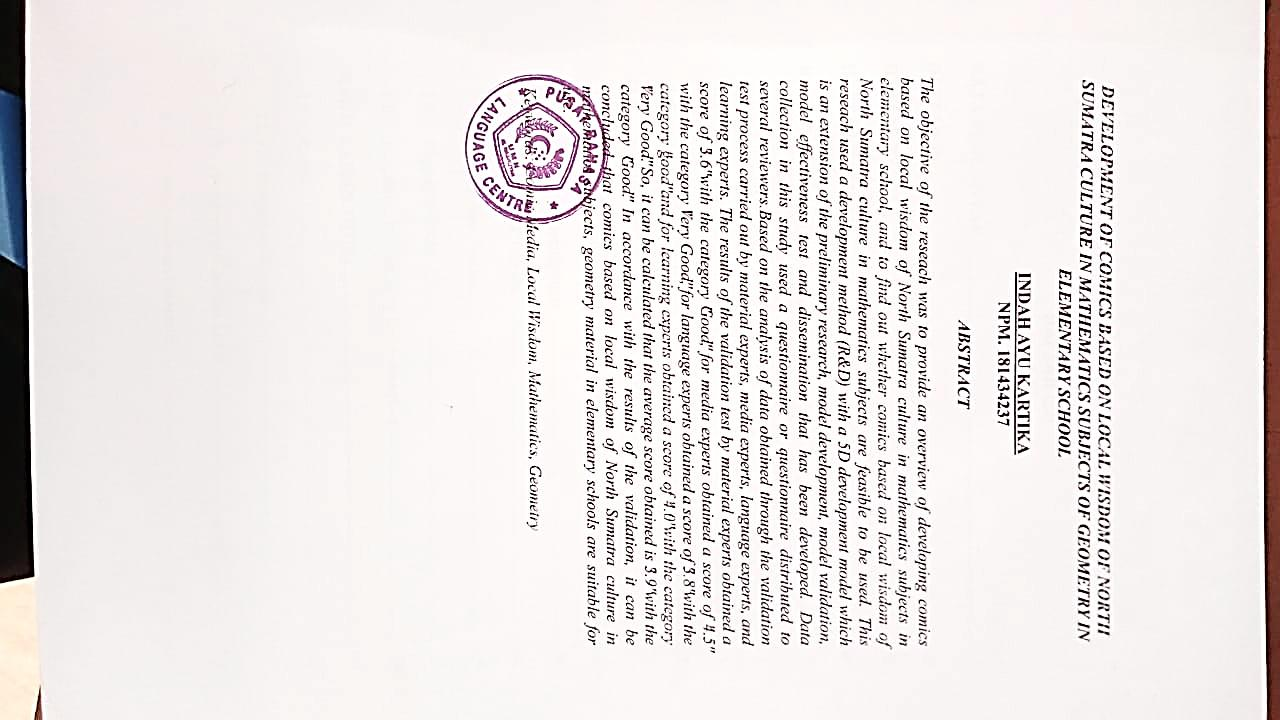 DEVELOPMENT OF COMICS BASED ON LOCAL WISDOM OF NORTH
SUMATRA CULTURE IN MATHEMATICS SUBJECTS OF GEOMETRY IN
ELEMENTARY SCHOOL
INDAH AYU KARTIKA
NPM. 181434237
ABSTRACT
The objective of the reseach was to provide an overview of developing comics
based on local wisdom of North Sumatra culture in mathematics subjects in
elementary school, and to find out whether comics based on local wisdom of
North Sumatra culture in mathematics subjects are feasible to be used. This
reseach used a development method (R&D) with a 5D development model which
is an extension of the preliminary research, model development, model validation,
model effectiveness test and dissemination that has been developed. Data
collection in this study used a questionnaire or questionnaire distributed to
several reviewers. Based on the analysis of data obtained through the validation
test process carried out by material experts, media experts, language experts, and
learning experts. The results of the validation test by material experts obtained a
score of "3.6" with the category "Good," for media experts obtained a score of "4.5"
with the category "Very Good," for language experts obtained a score of "3.8" with the
category "good" and for learning experts obtained a score of "4.0" with the category
"Very Good." So, it can be calculated that the average score obtained is "3.9" with the
category "Good." In accordance with the results of the validation, it can be
concluded that comics based on local wisdom of North Sumatra culture in
subjects, geometry material in elementary schools are suitable for
Media, Local Wisdom, Mathematics, Geometry
PUSAT BAHASA
LANGUAGE CENTRE